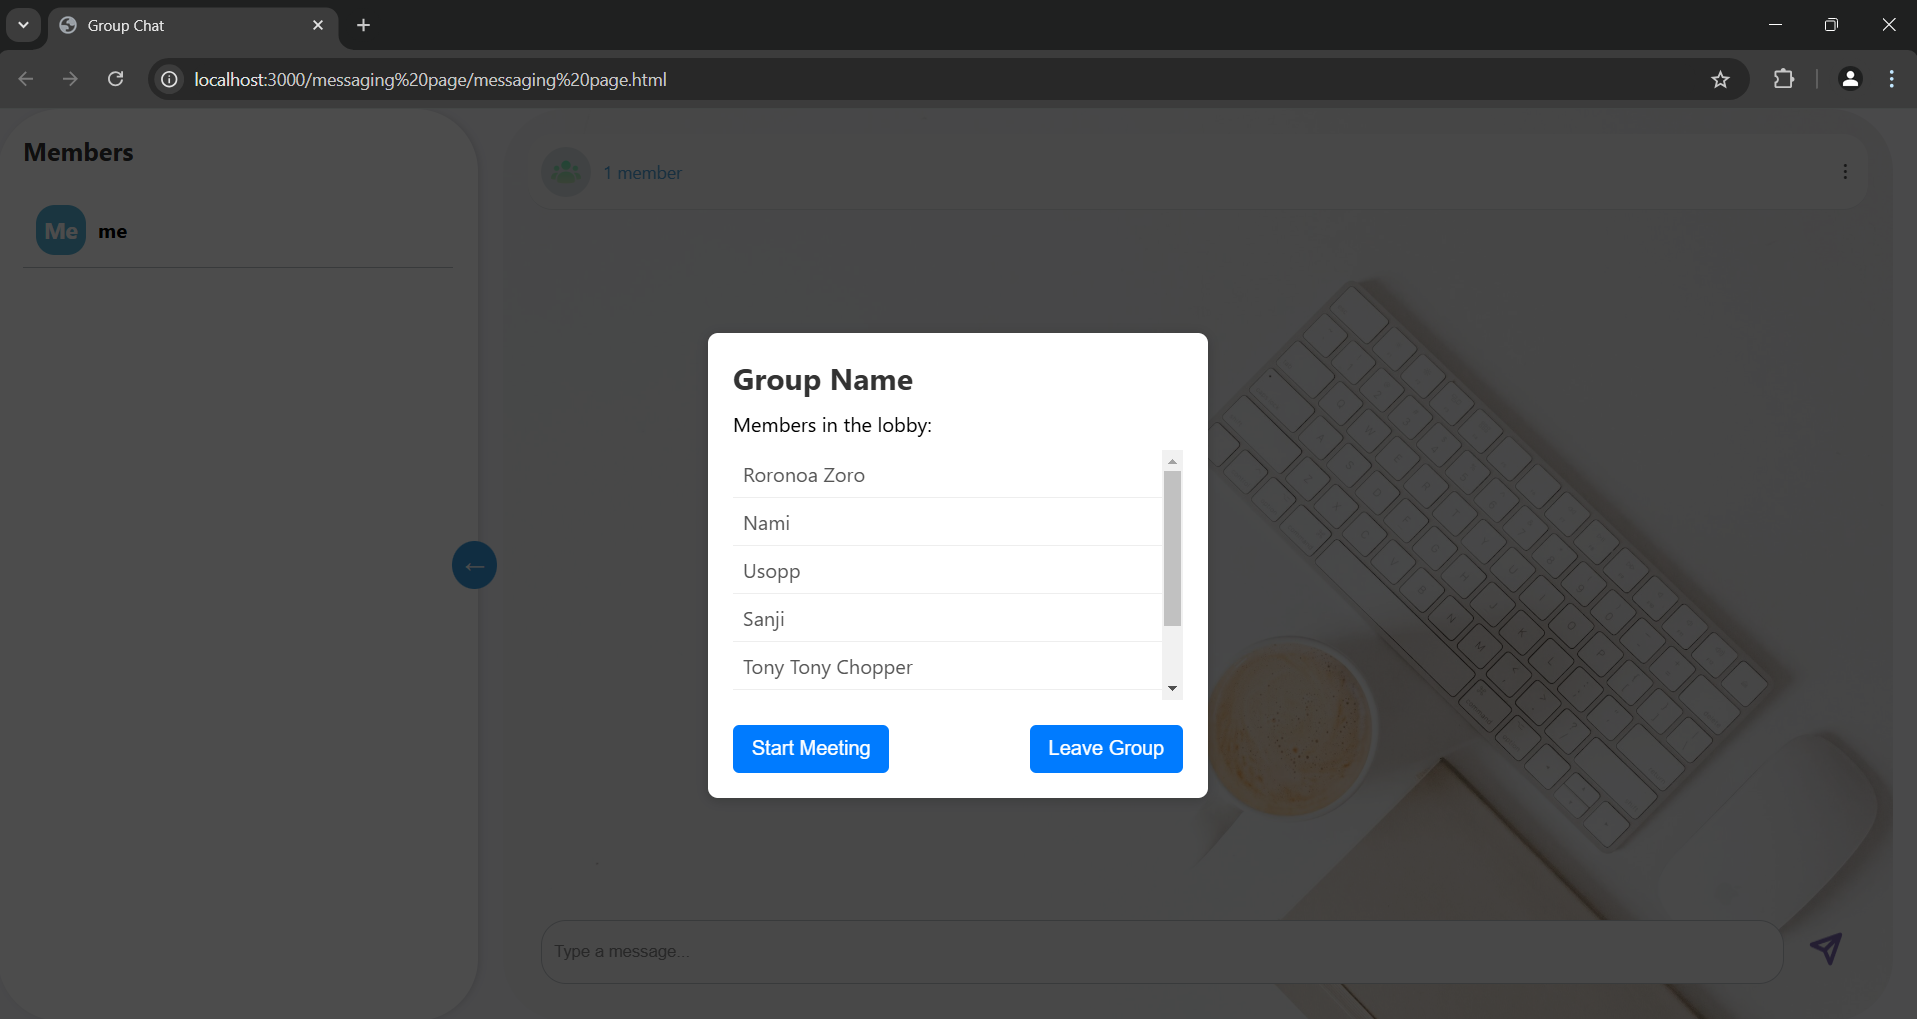 Group Chat
localhost:3000/messaging%20page/messaging%20page.html
Members
Me me
1 member
Group Name
Members in the lobby:
Roronoa Zoro
Nami
Usopp
Sanji
Tony Tony Chopper
Start Meeting
Leave Group
Type a message...